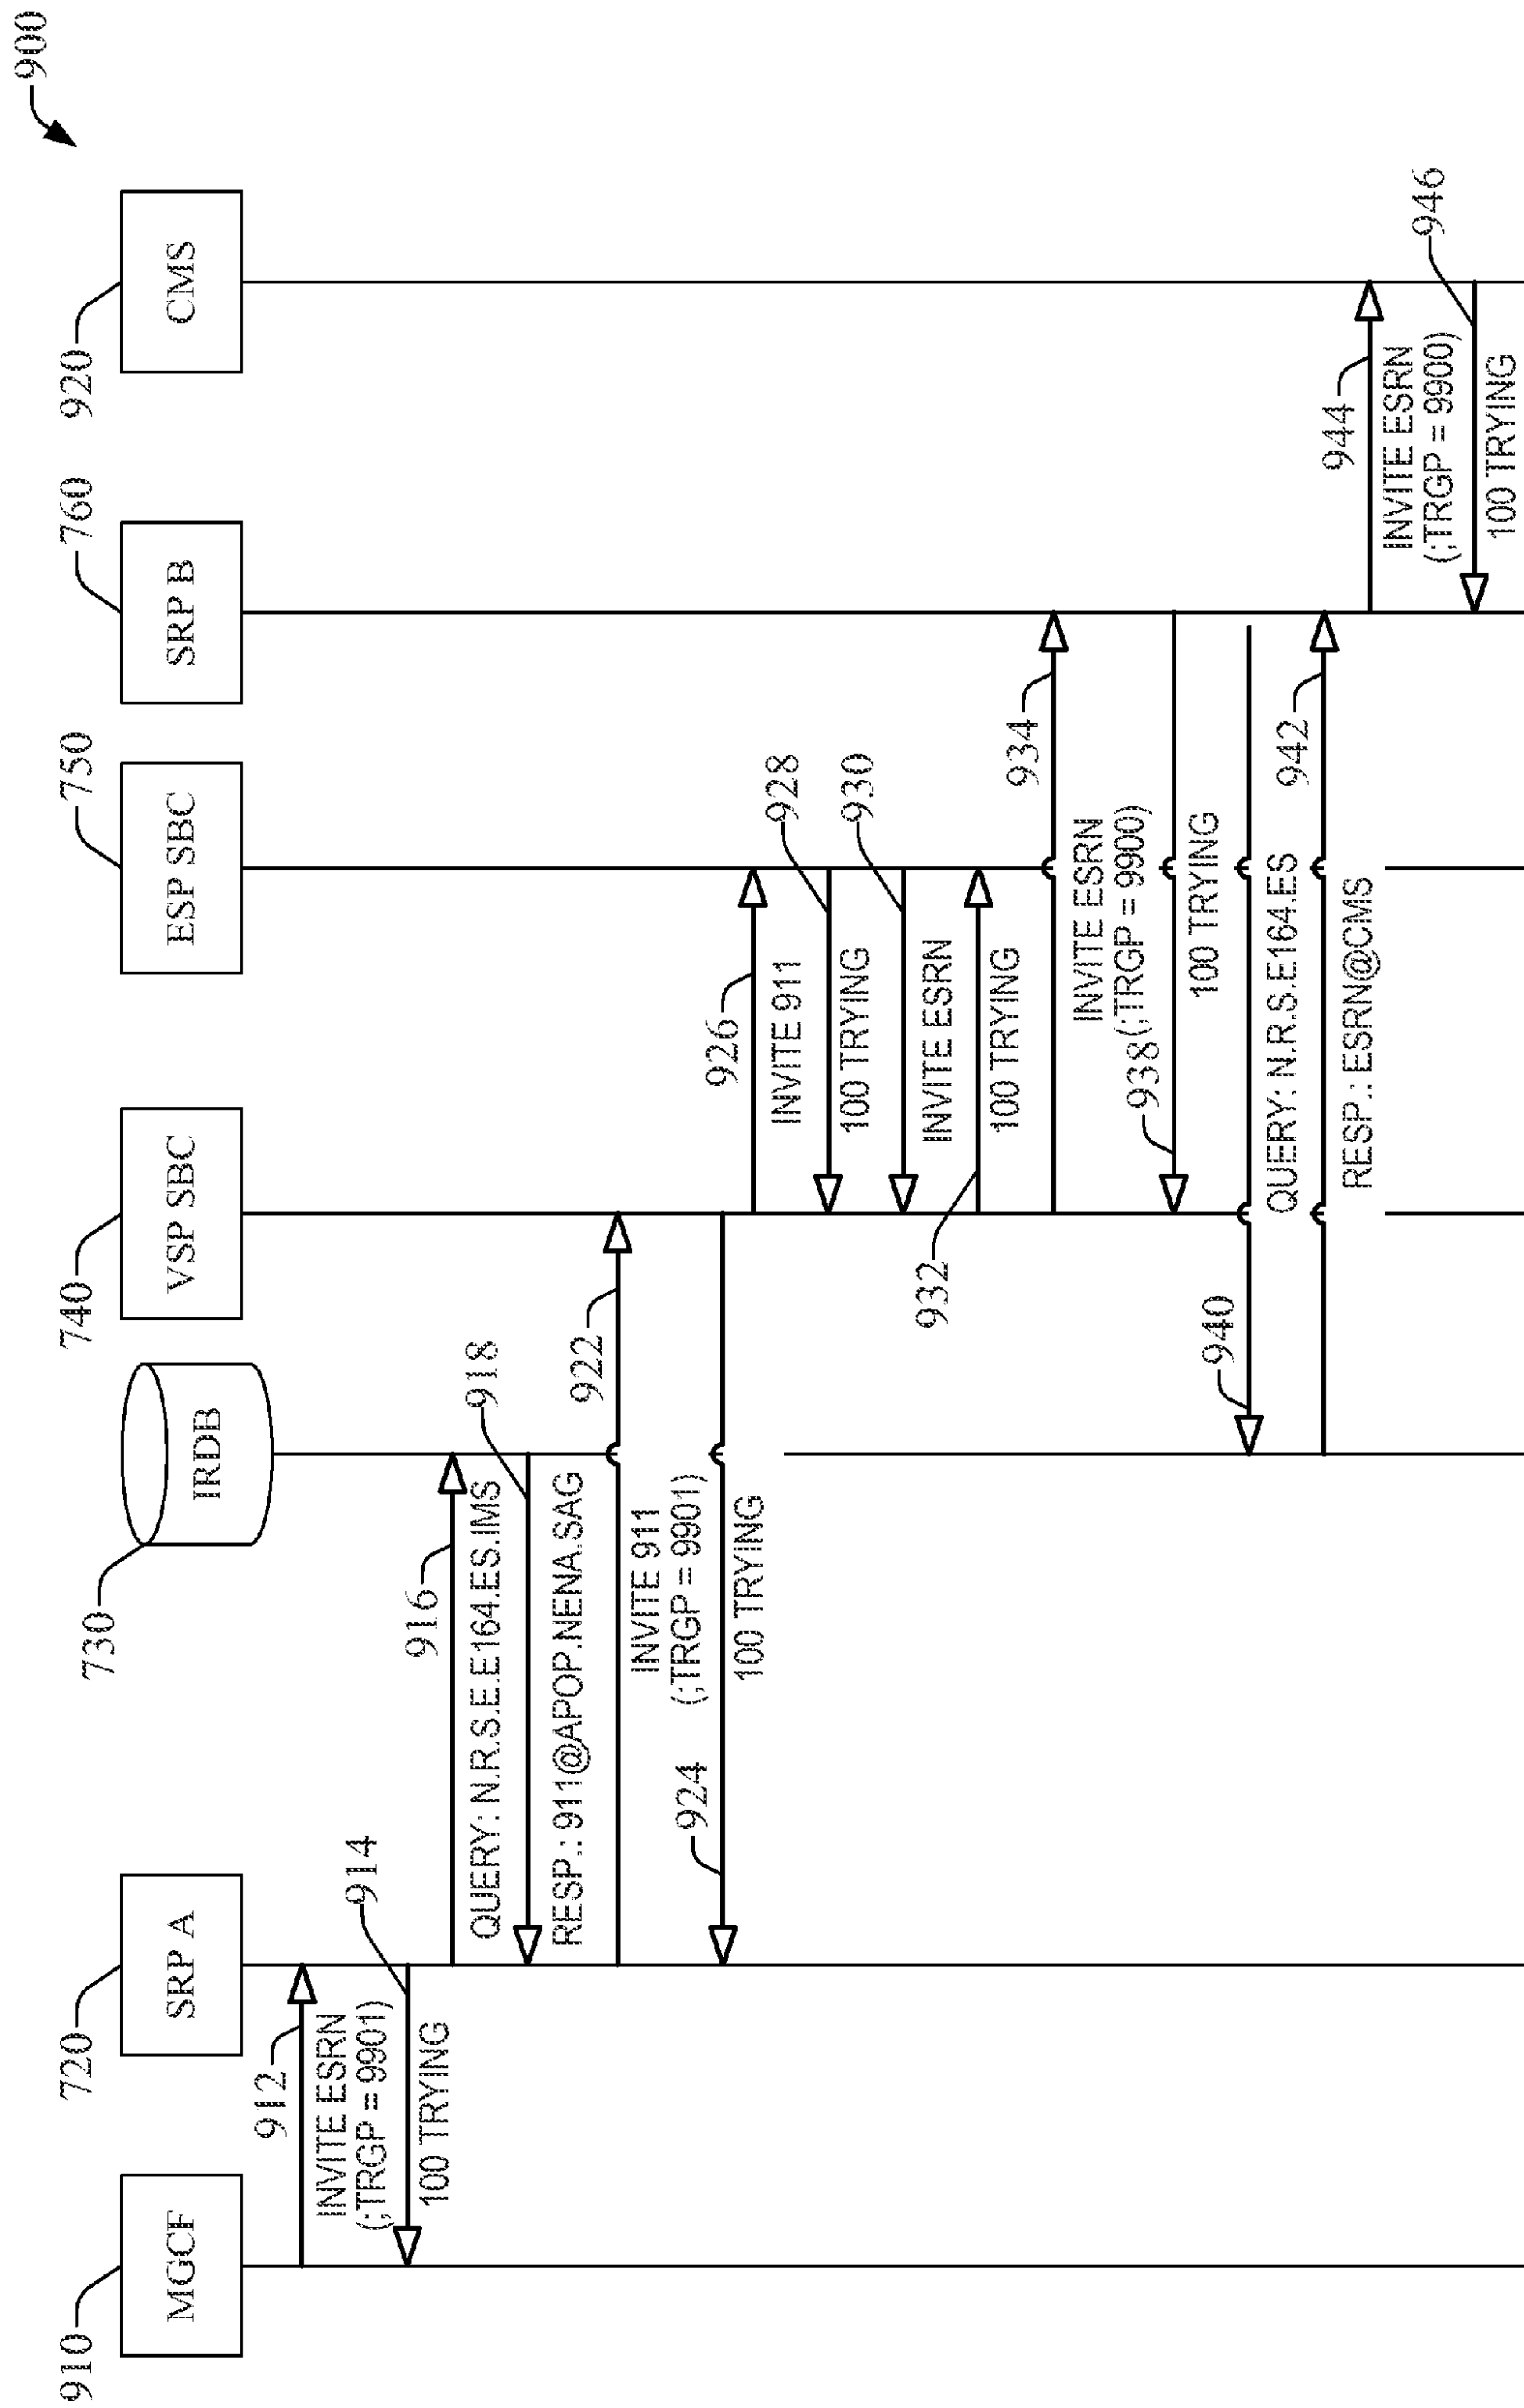 900
910
MGCF
720
SRP A
730
IRDB
740
VSP SBC
750
ESP SBC
760
SRP B
920
CMS
912
INVITE ESRN
(;TRGP = 9901)
914
100 TRYING
916
QUERY: N.R.S.E.E164.ES.IMS
918
RESP.: 911@APOP.NENA.SAG
922
INVITE 911
(;TRGP = 9901)
924
100 TRYING
926
INVITE 911
928
100 TRYING
930
INVITE ESRN
932
100 TRYING
934
INVITE ESRN
(;TRGP = 9900)
938
100 TRYING
940
QUERY: N.R.S.E164.ES
942
RESP.: ESRN@CMS
944
INVITE ESRN
(;TRGP = 9900)
946
100 TRYING